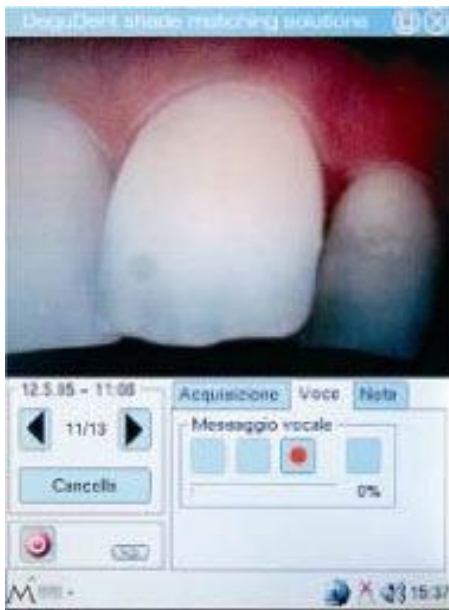 DeguDent shade matching solutions
12.5.05 - 11:08
Acquisizione Voce Nota
11/13
Messaggio vocale
Cancella
0%
15:37